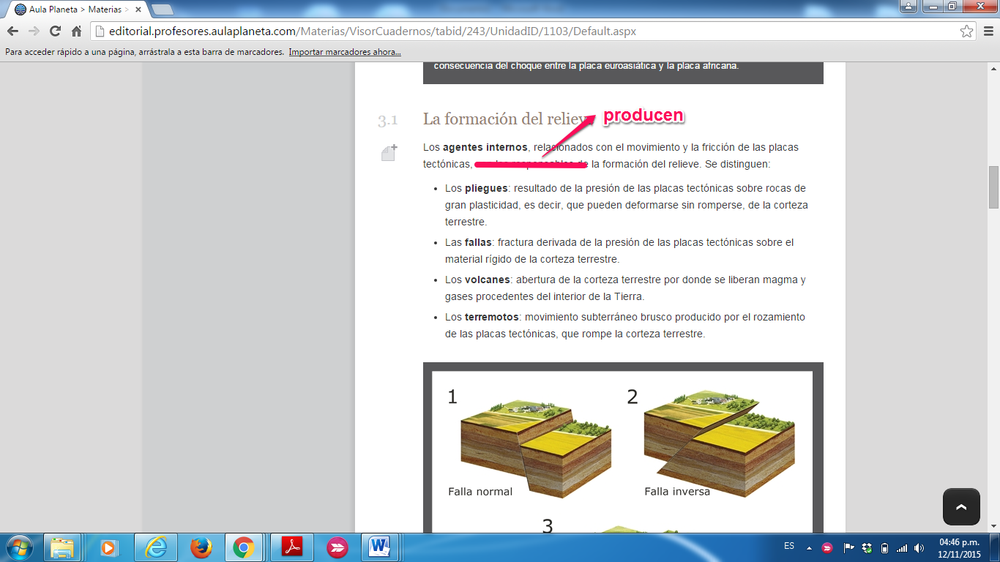 Aula Planeta > Materias >
editorial.profesores.aulaplaneta.com/Materias/VisorCuadernos/tabid/243/UnidadID/1103/Default.aspx
Para acceder rápido a una página, arrástrala a esta barra de marcadores. Importar marcadores ahora...
consecuencia del choque entre la placa euroasiática y la placa africana.
3.1 La formación del relieve
producen
Los agentes internos, relacionados con el movimiento y la fricción de las placas
tectónicas, la formación del relieve. Se distinguen:
• Los pliegues: resultado de la presión de las placas tectónicas sobre rocas de
gran plasticidad, es decir, que pueden deformarse sin romperse, de la corteza
terrestre.
• Las fallas: fractura derivada de la presión de las placas tectónicas sobre el
material rígido de la corteza terrestre.
• Los volcanes: abertura de la corteza terrestre por donde se liberan magma y
gases procedentes del interior de la Tierra.
• Los terremotos: movimiento subterráneo brusco producido por el rozamiento
de las placas tectónicas, que rompe la corteza terrestre.
1
2
Falla normal
Falla inversa
3
ES
04:46 p.m.
12/11/2015